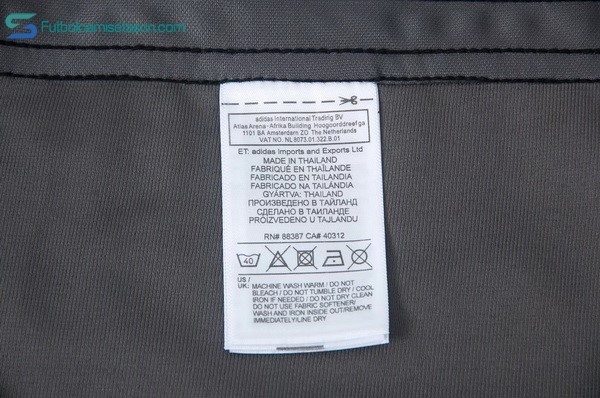 Futbolcamisetason.com
adidas International Trading BV
Atlas Arena - Afrika Building Hoogoorddreef 9a
1101 BA Amsterdam ZO The Netherlands
VAT No. NL8073.01.322.B.01
ET: adidas Imports and Exports Ltd
MADE IN THAILAND
FABRIQUÉ EN THAÏLANDE
FABRICADO EN TAILANDIA
FABRICADO NA TAILÂNDIA
GYÁRTVA: THAILAND
ПРОИЗВЕДЕНО В ТАЙЛАНД
СДЕЛАНО В ТАИЛАНДЕ
PROIZVEDENO U TAJLANDU
RN# 88387 CA# 40312
40
US /
UK: MACHINE WASH WARM / DO NOT
BLEACH / DO NOT TUMBLE DRY / COOL
IRON IF NEEDED / DO NOT DRY CLEAN
DO NOT USE FABRIC SOFTENER/
WASH AND IRON INSIDE OUT/REMOVE
IMMEDIATELY/LINE DRY